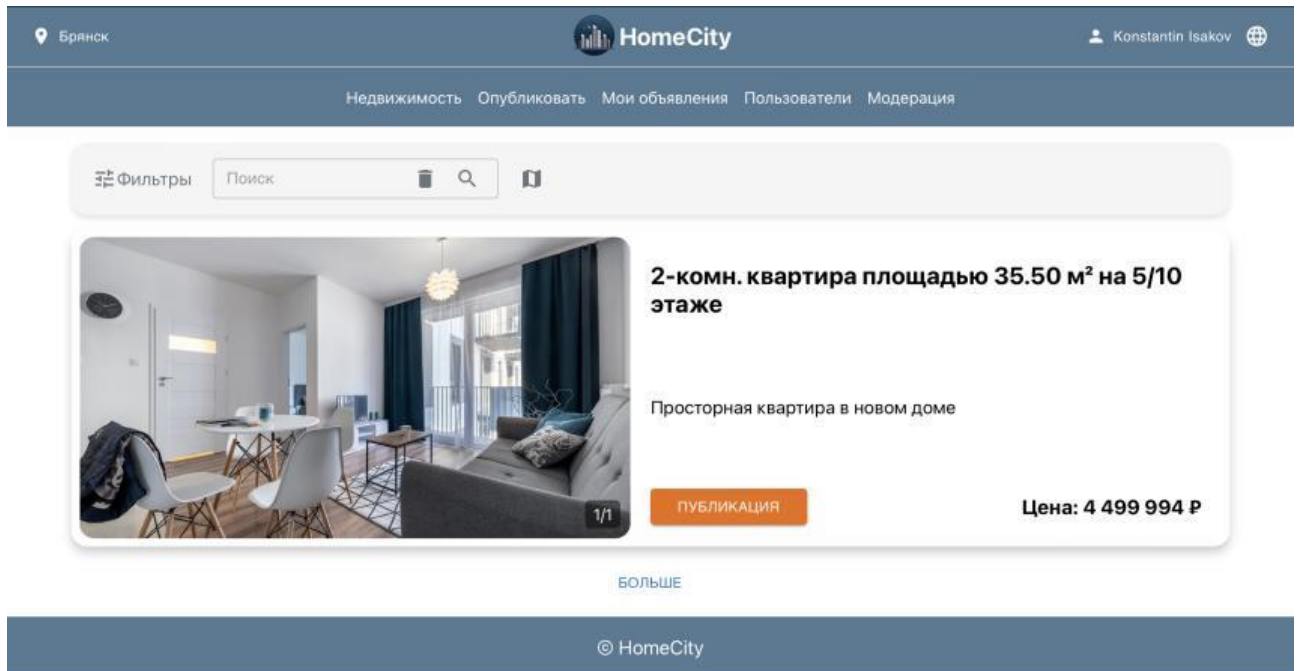 Брянск
HomeCity
Konstantin Isakov
Недвижимость Опубликовать Мои объявления Пользователи Модерация
Фильтры
Поиск
2-комн. квартира площадью 35.50 м² на 5/10
этаже
Просторная квартира в новом доме
1/1
ПУБЛИКАЦИЯ
Цена: 4 499 994 ₽
БОЛЬШЕ
© HomeCity